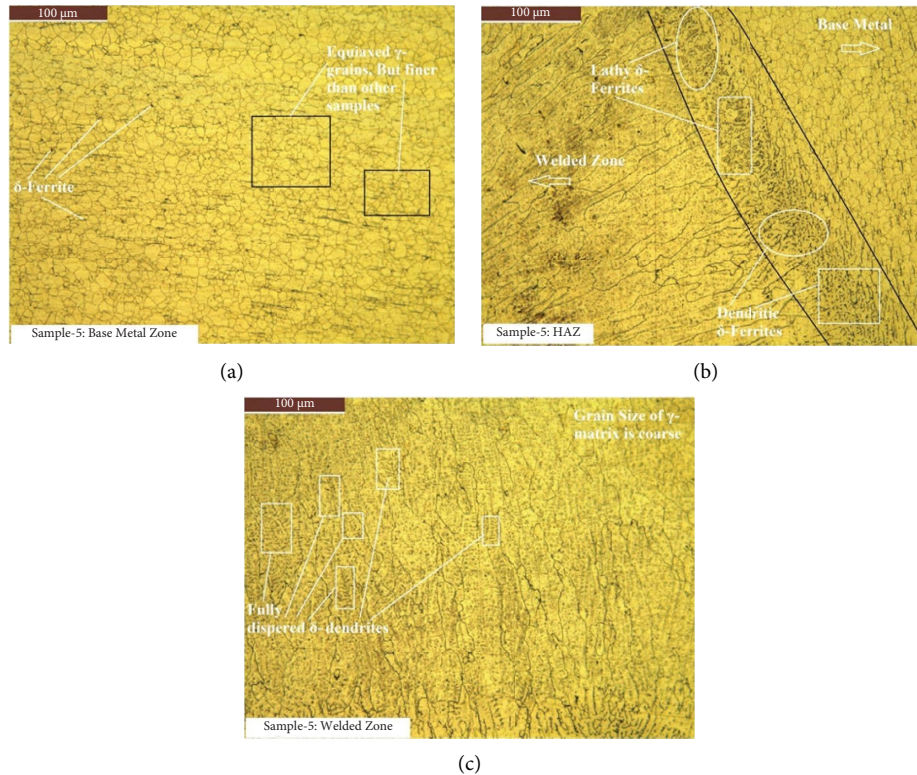 100 µm
Equiaxed γ-
grains, But finer
than other
samples
δ-Ferrite
Sample-5: Base Metal Zone
(a)
100 µm
Base Metal
Lathy δ-
Ferrites
Welded Zone
Dendritic
δ-Ferrites
Sample-5: HAZ
(b)
100 µm
Grain Size of γ-
matrix is coarse
Fully
dispered δ-dendrites
Sample-5: Welded Zone
(c)